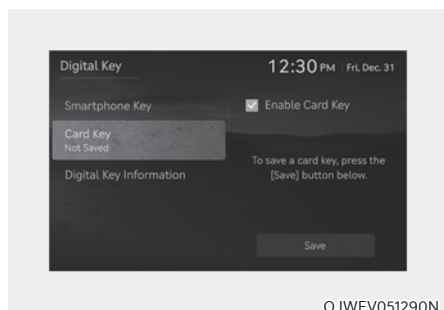 Digital Key
12:30 PM Fri, Dec. 31
Smartphone Key
Enable Card Key
Card Key
Not Saved
Digital Key Information
To save a card key, press the
[Save] button below.
Save
OJWEV051290N